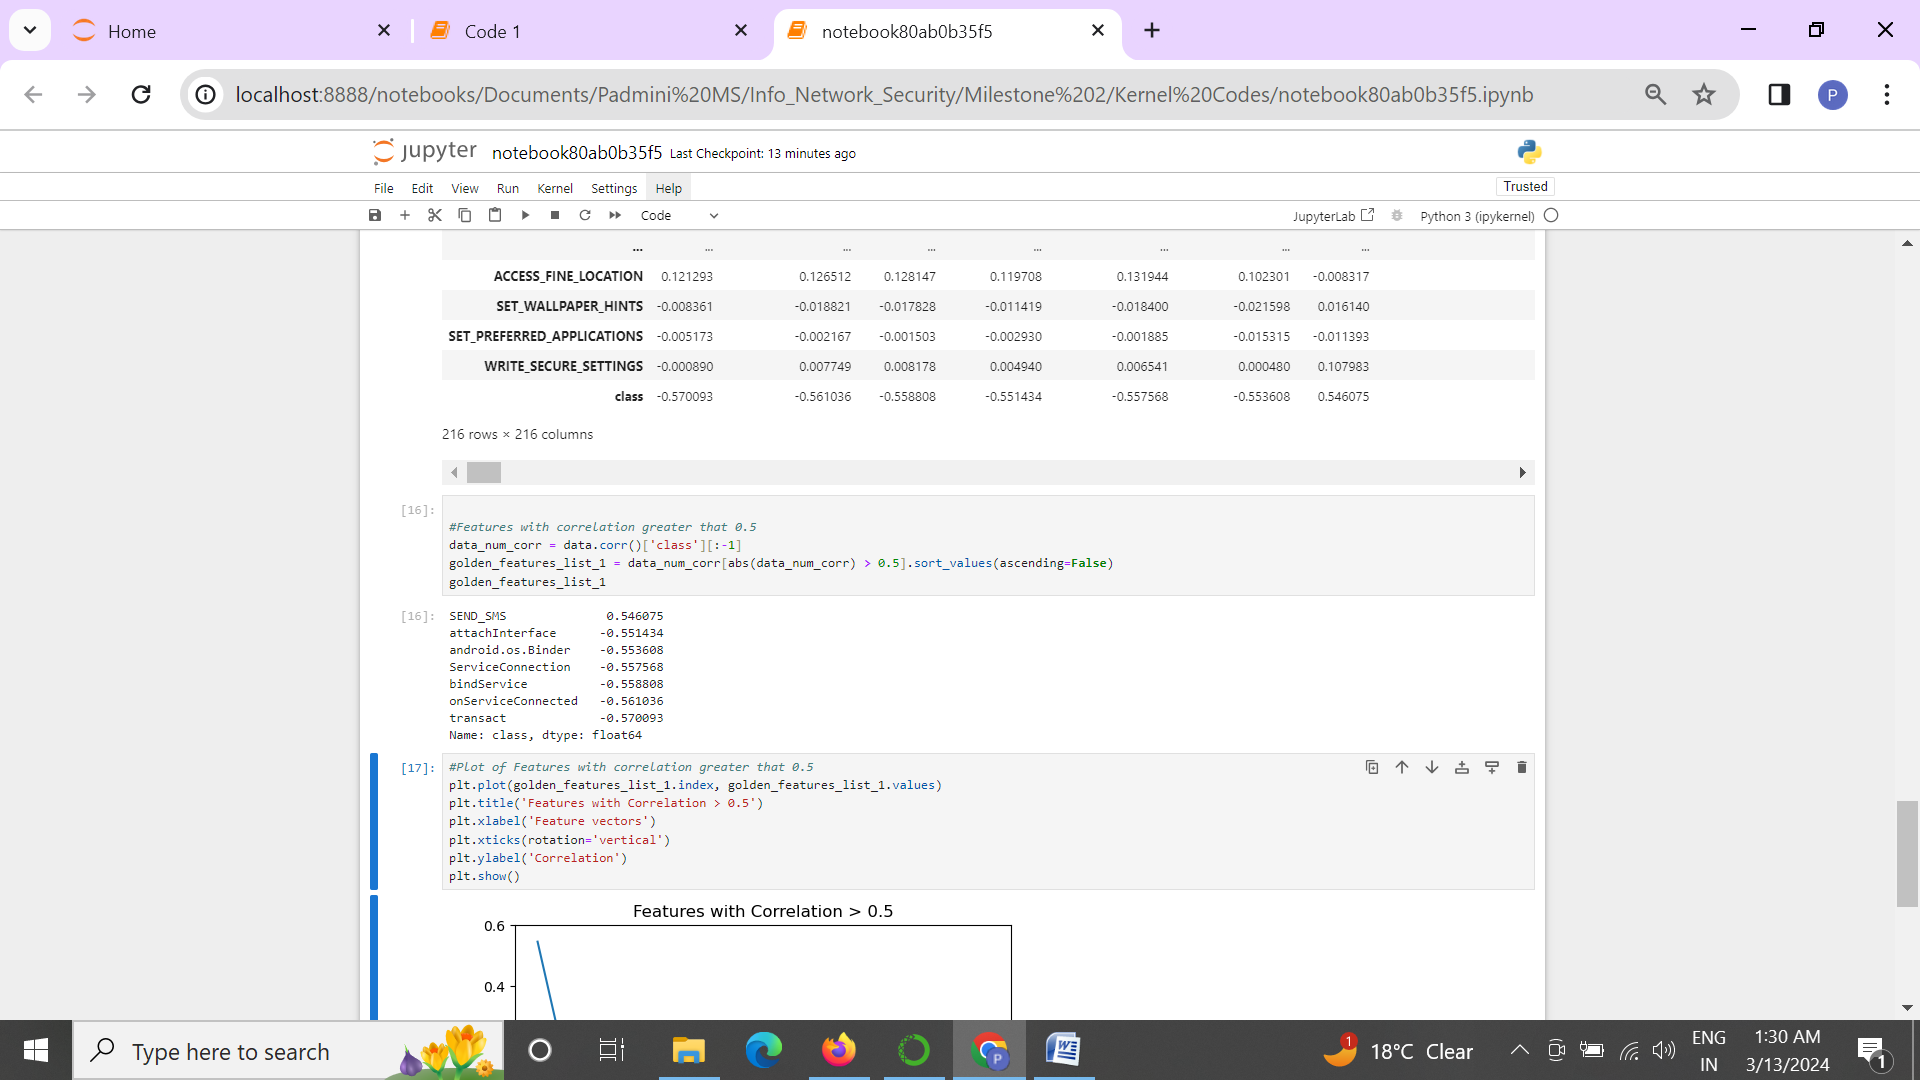 Home
Code 1
notebook80ab0b35f5
localhost:8888/notebooks/Documents/Padmini%20MS/Info_Network_Security/Milestone%202/Kernel%20Codes/notebook80ab0b35f5.ipynb
P
jupyter notebook80ab0b35f5 Last Checkpoint: 13 minutes ago
File Edit View Run Kernel Settings Help
Trusted
Code
JupyterLab Python 3 (ipykernel)
... ... ... ... ... ... ... ...
ACCESS_FINE_LOCATION 0.121293 0.126512 0.128147 0.119708 0.131944 0.102301 -0.008317
SET_WALLPAPER_HINTS -0.008361 -0.018821 -0.017828 -0.011419 -0.018400 -0.021598 0.016140
SET_PREFERRED_APPLICATIONS -0.005173 -0.002167 -0.001503 -0.002930 -0.001885 -0.015315 -0.011393
WRITE_SECURE_SETTINGS -0.000890 0.007749 0.008178 0.004940 0.006541 0.000480 0.107983
class -0.570093 -0.561036 -0.558808 -0.551434 -0.557568 -0.553608 0.546075
216 rows × 216 columns
[16]:
#Features with correlation greater that 0.5
data_num_corr = data.corr()['class'][:-1]
golden_features_list_1 = data_num_corr[abs(data_num_corr) > 0.5].sort_values(ascending=False)
golden_features_list_1
[16]: SEND_SMS 0.546075
attachInterface -0.551434
android.os.Binder -0.553608
ServiceConnection -0.557568
bindService -0.558808
onServiceConnected -0.561036
transact -0.570093
Name: class, dtype: float64
[17]: #Plot of Features with correlation greater that 0.5
plt.plot(golden_features_list_1.index, golden_features_list_1.values)
plt.title('Features with Correlation > 0.5')
plt.xlabel('Feature vectors')
plt.xticks(rotation='vertical')
plt.ylabel('Correlation')
plt.show()
Features with Correlation > 0.5
0.6
0.4
Type here to search
P
W
1
18°C Clear
ENG
IN
1:30 AM
3/13/2024
1